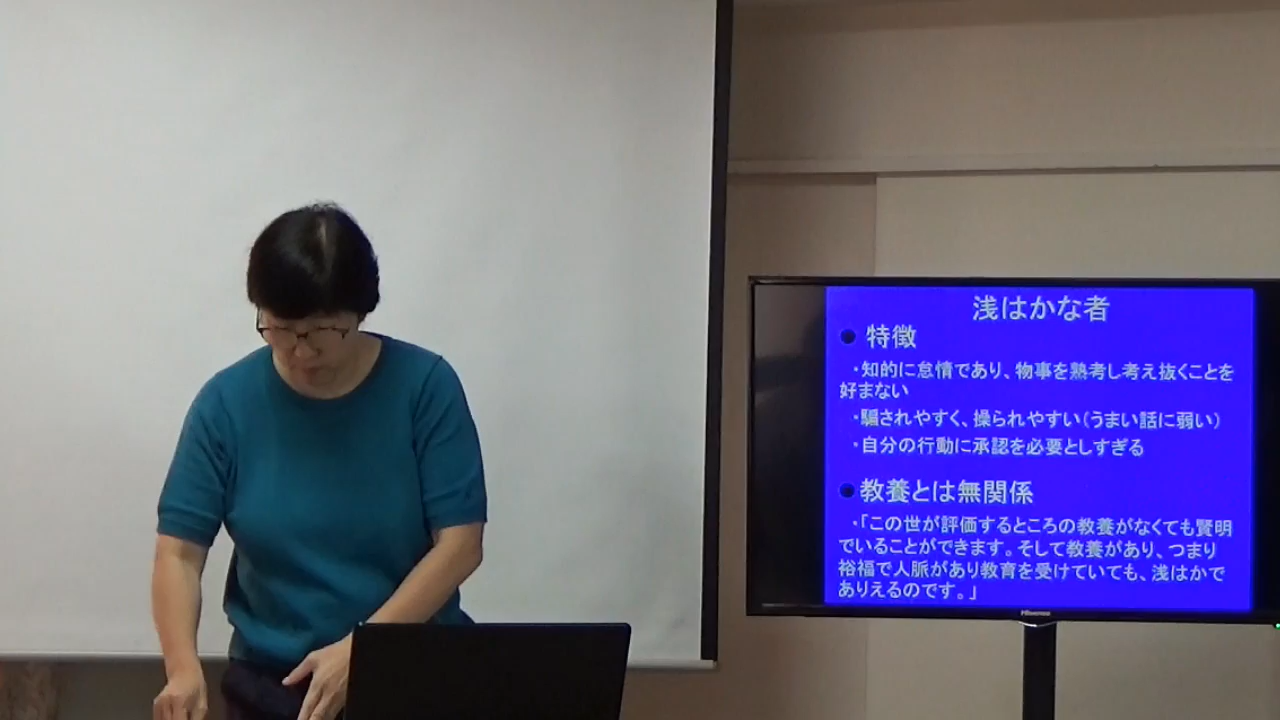 浅はかな者
● 特徴
・知的に怠惰であり、物事を熟考し考え抜くことを
好まない
・騙されやすく、操られやすい(うまい話に弱い)
・自分の行動に承認を必要としすぎる
● 教養とは無関係
・「この世が評価するところの教養がなくても賢明
でいることができます。そして教養があり、つまり
裕福で人脈があり教育を受けていても、浅はかで
ありえるのです。」
Hisense